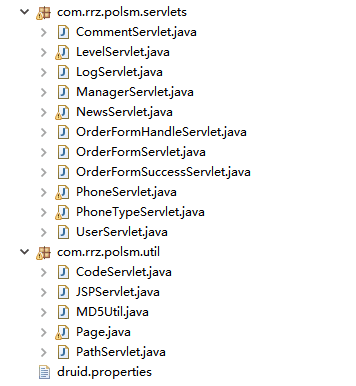 com.rrz.polsm.servlets
CommentServlet.java
LevelServlet.java
LogServlet.java
ManagerServlet.java
NewsServlet.java
OrderFormHandleServlet.java
OrderFormServlet.java
OrderFormSuccessServlet.java
PhoneServlet.java
PhoneTypeServlet.java
UserServlet.java
com.rrz.polsm.util
CodeServlet.java
JSPServlet.java
MD5Util.java
Page.java
PathServlet.java
druid.properties